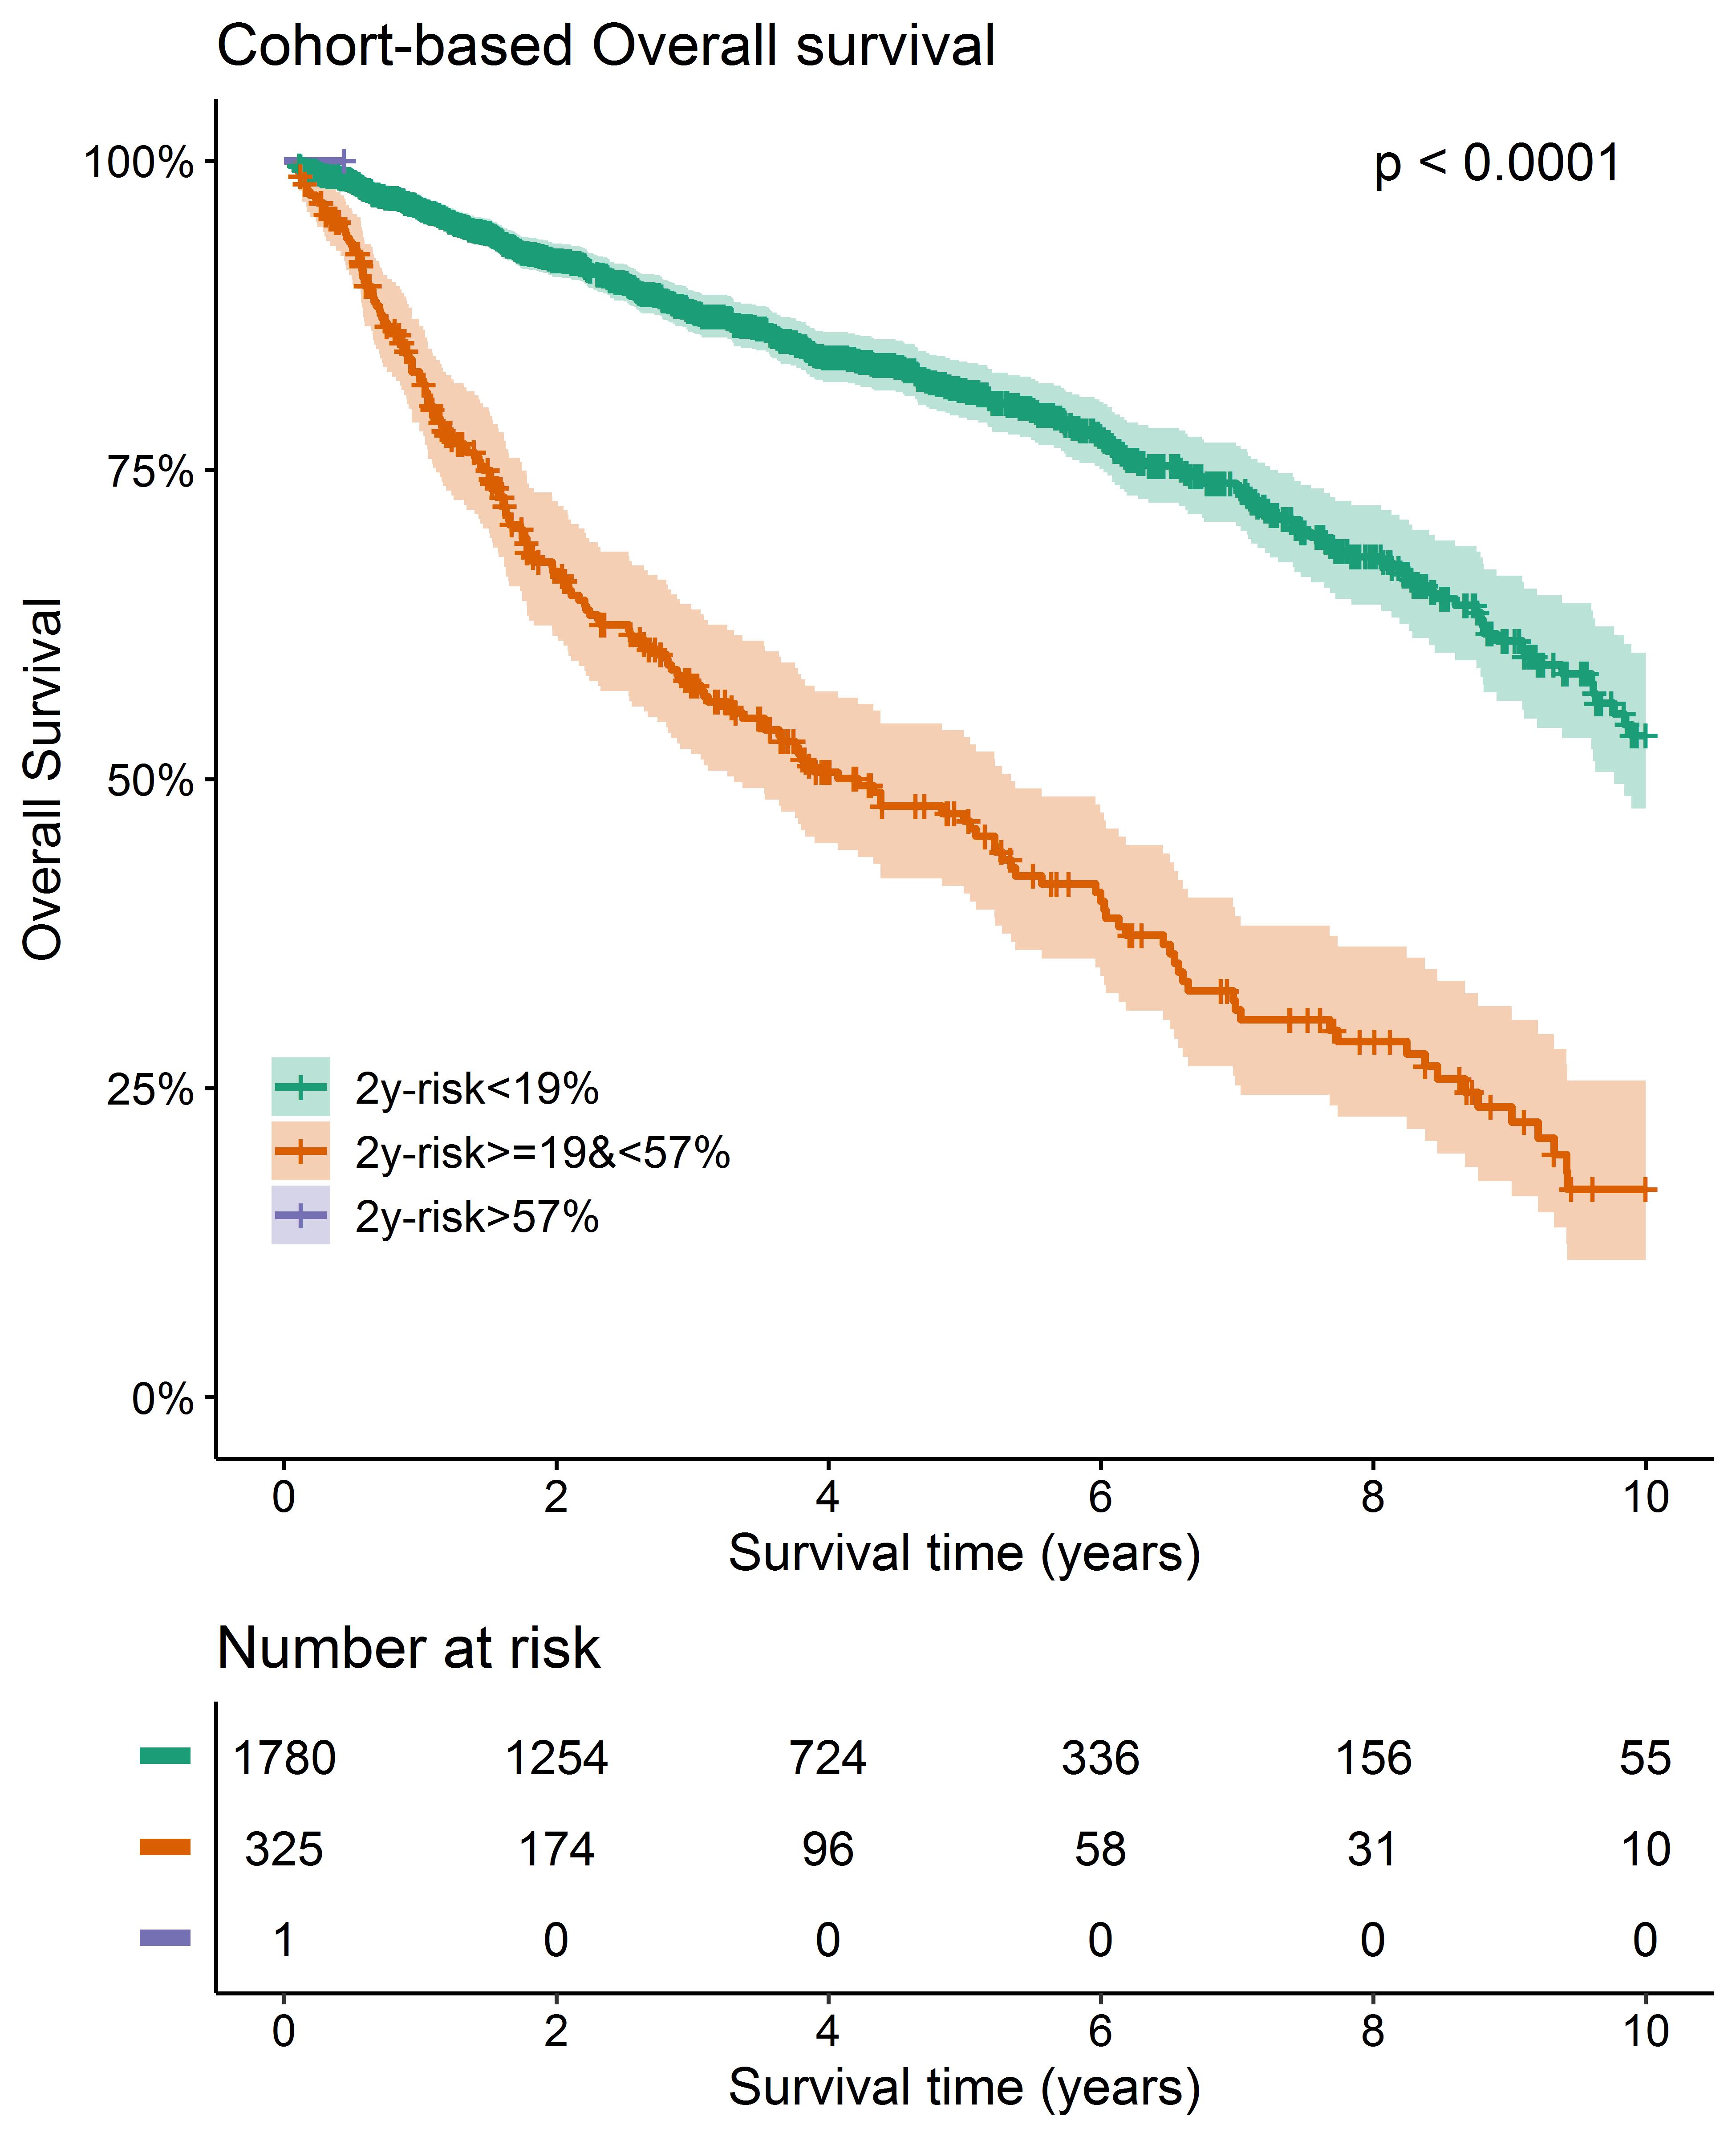 Cohort-based Overall survival
p < 0.0001
100%
75%
50%
25%
0%
Overall Survival
2y-risk<19%
2y-risk>=19&<57%
2y-risk>57%
0 2 4 6 8 10
Survival time (years)
Number at risk
1780 1254 724 336 156 55
325 174 96 58 31 10
1 0 0 0 0 0
0 2 4 6 8 10
Survival time (years)